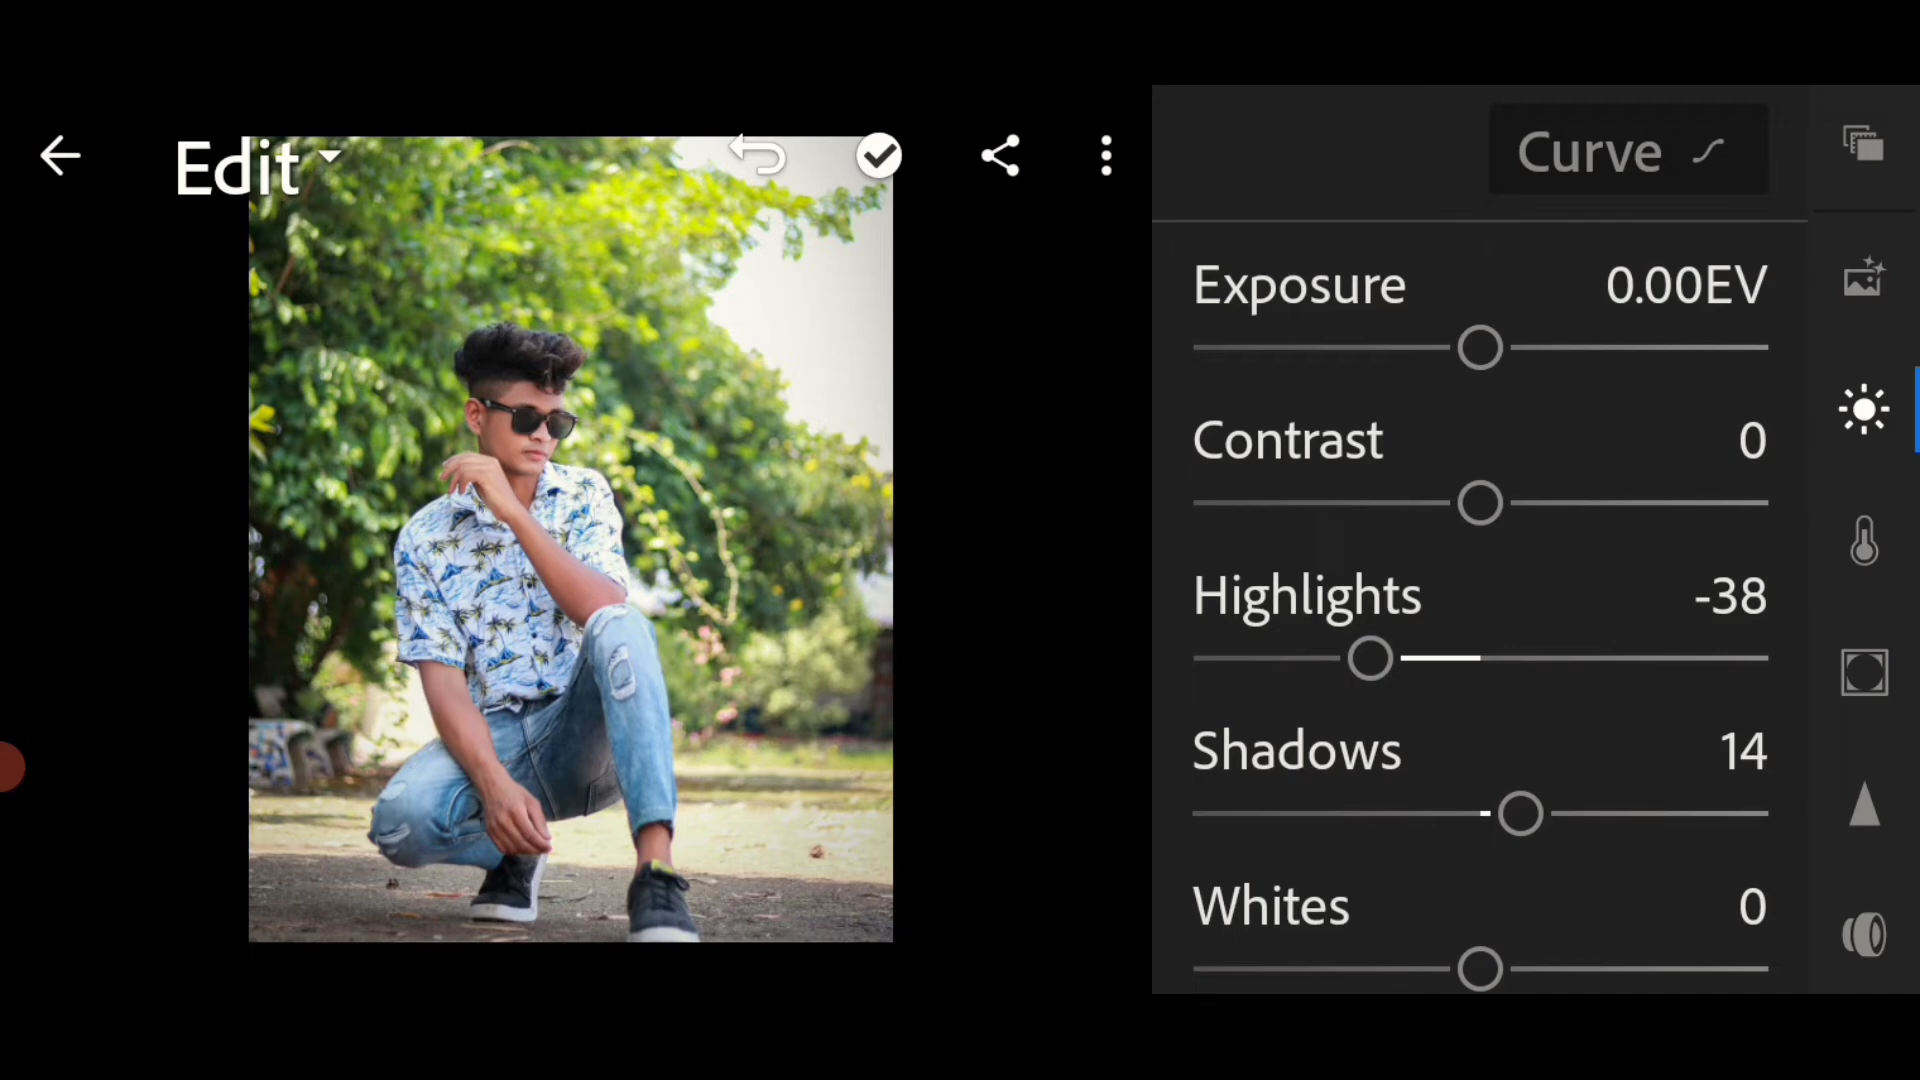 Edit
Curve
Exposure 0.00EV
Contrast 0
Highlights -38
Shadows 14
Whites 0